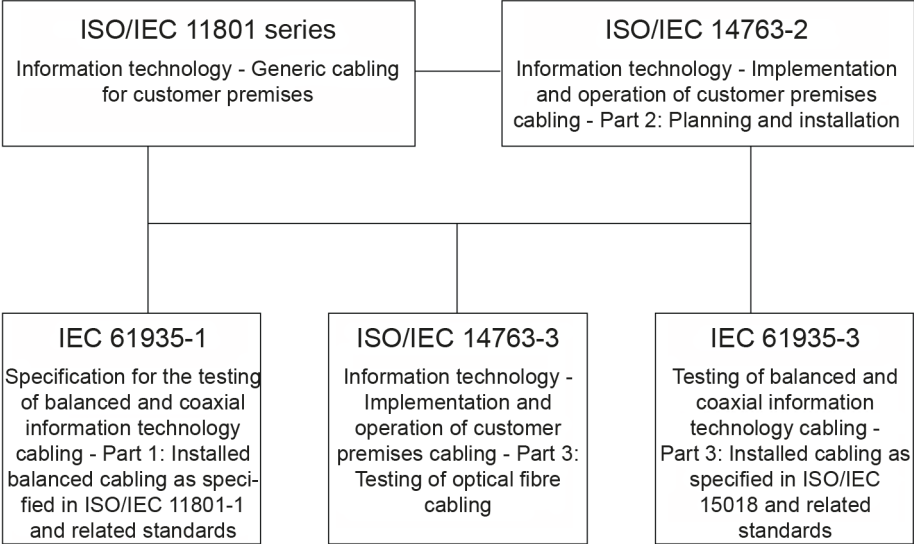 ISO/IEC 11801 series
Information technology - Generic cabling
for customer premises
ISO/IEC 14763-2
Information technology - Implementation
and operation of customer premises
cabling - Part 2: Planning and installation
IEC 61935-1
Specification for the testing
of balanced and coaxial
information technology
cabling - Part 1: Installed
balanced cabling as speci-
fied in ISO/IEC 11801-1
and related standards
ISO/IEC 14763-3
Information technology -
Implementation and
operation of customer
premises cabling - Part 3:
Testing of optical fibre
cabling
IEC 61935-3
Testing of balanced and
coaxial information
technology cabling -
Part 3: Installed cabling as
specified in ISO/IEC
15018 and related
standards